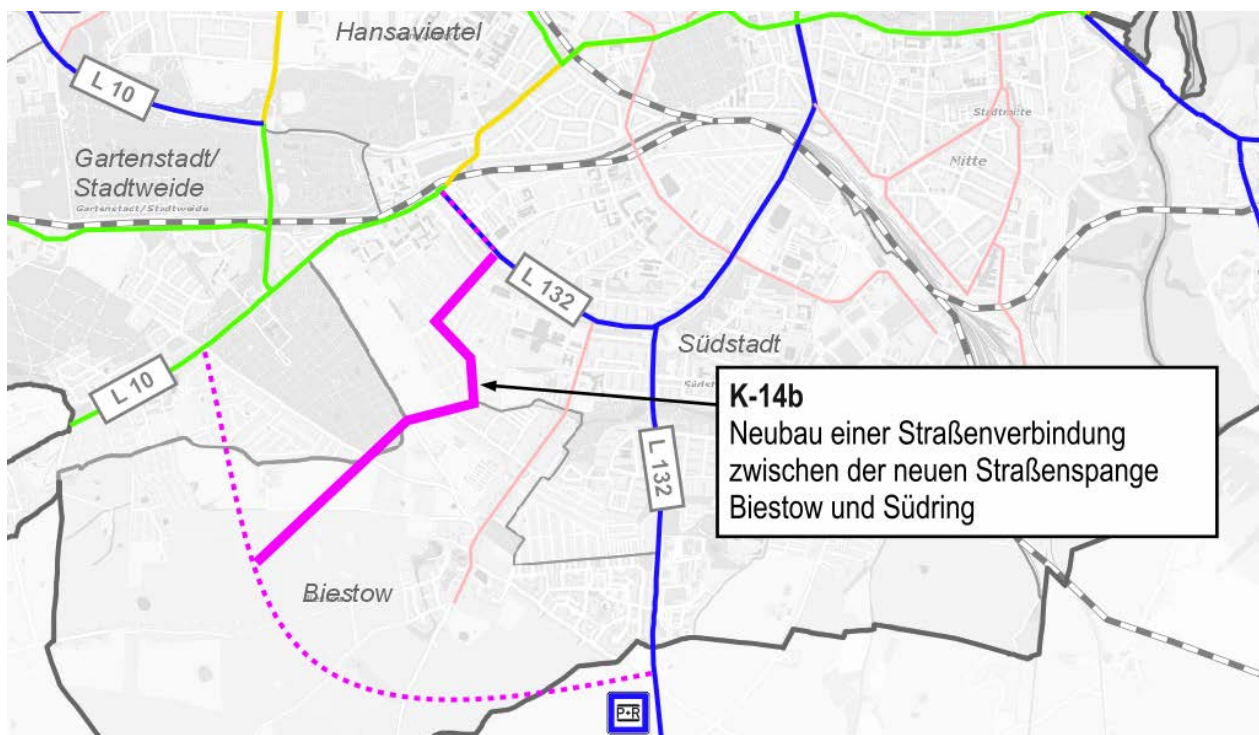 Hansaviertel
L 10
Gartenstadt/
Stadtweide
Gartenstadt/Stadtweide
Stadtmitte
Mitte
L 132
Südstadt
L 10
K-14b
Neubau einer Straßenverbindung
zwischen der neuen Straßenspange
Biestow und Südring
L 132
Biestow
P+R